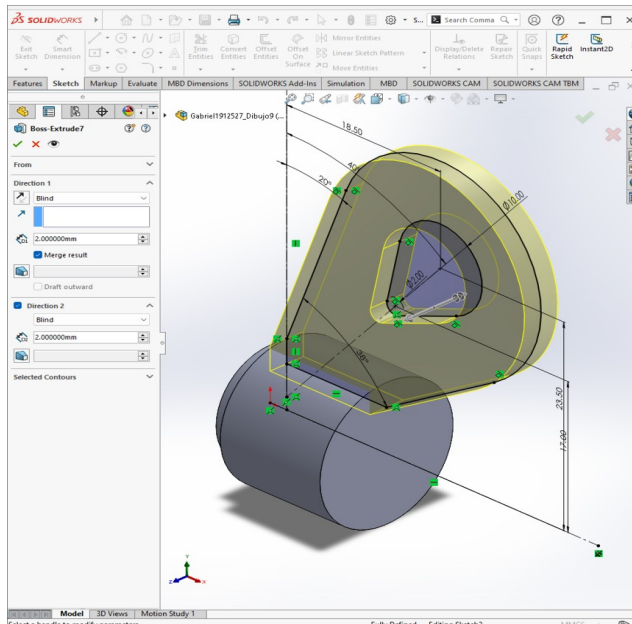 SOLIDWORKS
S...
Search Comma
Exit Sketch
Smart Dimension
Trim Entities
Convert Entities
Offset Entities
Offset On Surface
Mirror Entities
Linear Sketch Pattern
Move Entities
Display/Delete Relations
Repair Sketch
Quick Snaps
Rapid Sketch
Instant2D
Features Sketch Markup Evaluate MBD Dimensions SOLIDWORKS Add-Ins Simulation MBD SOLIDWORKS CAM SOLIDWORKS CAM TBM
Gabriel1912527_Dibujo9 (...
Boss-Extrude7
From
Direction 1
Blind
2.000000mm
Merge result
Draft outward
Direction 2
Blind
2.000000mm
Selected Contours
18.50
40°
20°
Ø10.00
Ø2.00
38°
23.50
17.00
Y
Z
X
Model 3D Views Motion Study 1
Select a handle to modify parameters
Fully Defined Editing Sketch2 MMGS